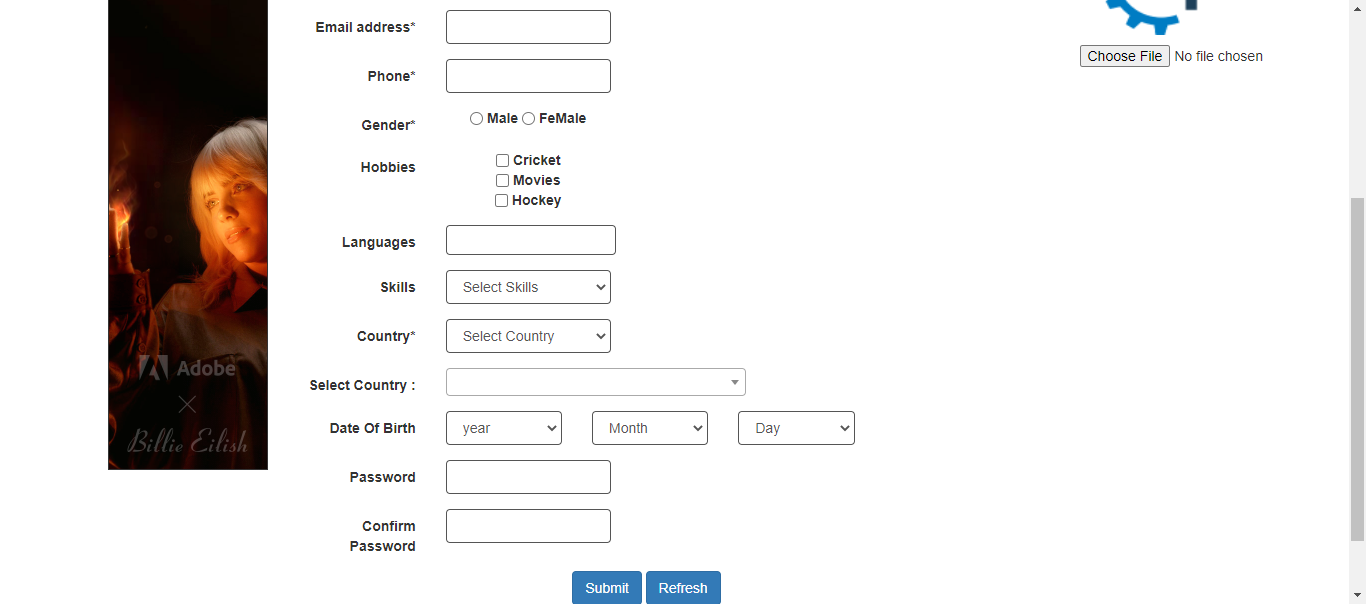 Email address*
Choose File No file chosen
Phone*
Gender* Male FeMale
Hobbies Cricket
Movies
Hockey
Languages
Skills Select Skills
Country* Select Country
Select Country :
Date Of Birth year Month Day
Password
Confirm
Password
Submit Refresh
Adobe
Billie Eilish